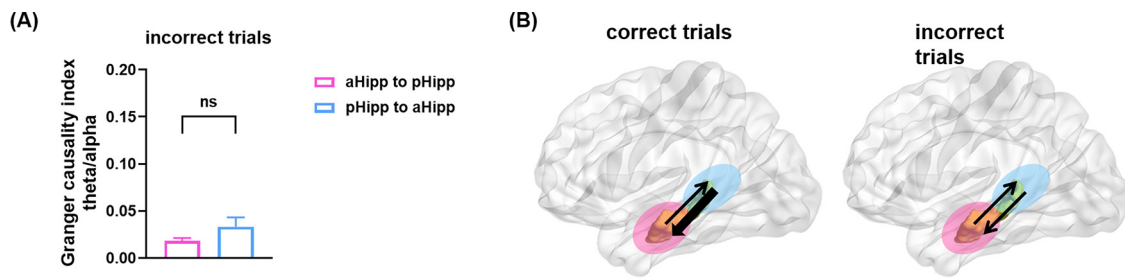 (A)
incorrect trials
Granger causality index
theta/alpha
0.20
0.15
0.10
0.05
0.00
ns
aHipp to pHipp
pHipp to aHipp
(B)
correct trials
incorrect
trials